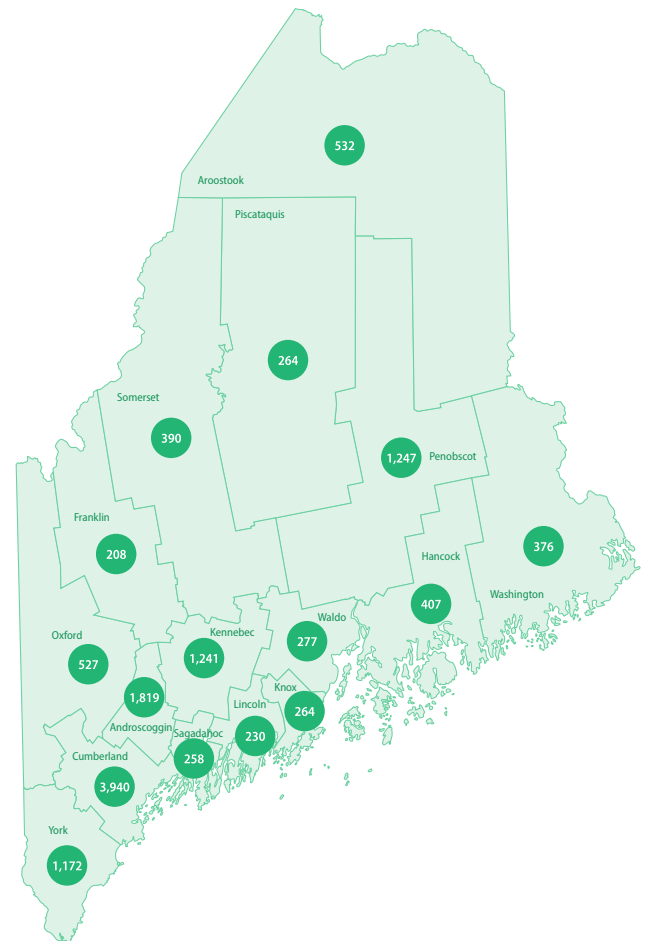 532
Aroostook
Piscataquis
264
Somerset
390
1,247
Penobscot
Franklin
208
376
Hancock
Washington
407
Waldo
Kennebec
277
Oxford
1,241
527
Knox
1,819
Lincoln
264
Androscoggin
Sagadahoc
230
Cumberland
258
3,940
York
1,172